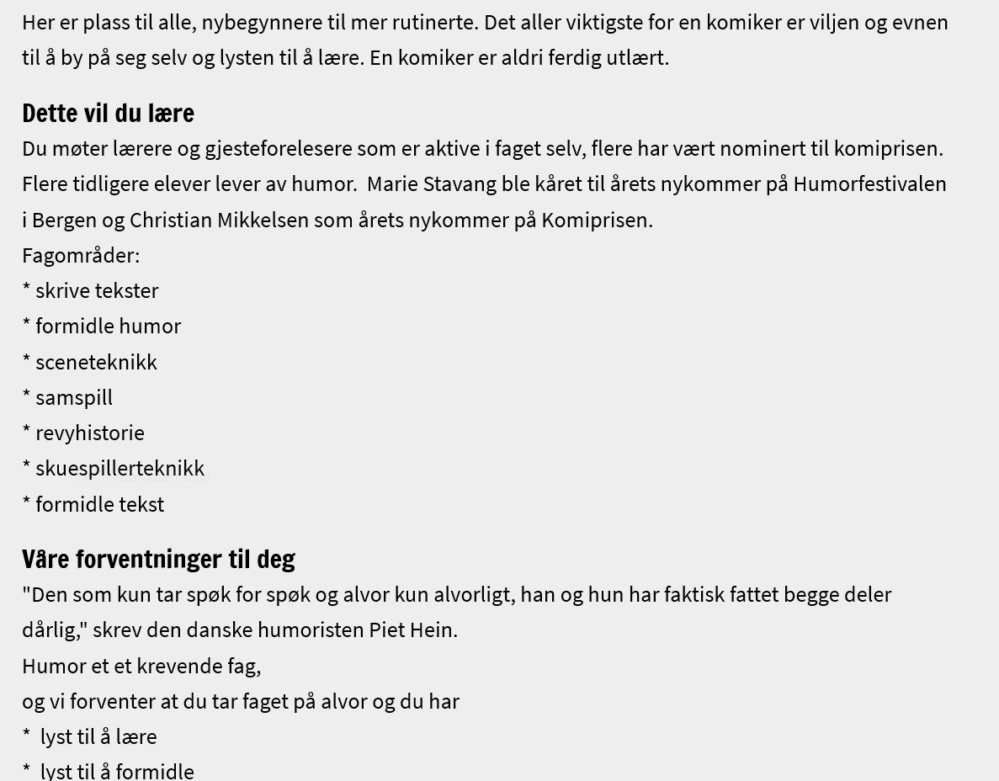 Her er plass til alle, nybegynnere til mer rutinerte. Det aller viktigste for en komiker er viljen og evnen
til å by på seg selv og lysten til å lære. En komiker er aldri ferdig utlært.
Dette vil du lære
Du møter lærere og gjesteforelesere som er aktive i faget selv, flere har vært nominert til komiprisen.
Flere tidligere elever lever av humor.  Marie Stavang ble kåret til årets nykommer på Humorfestivalen
i Bergen og Christian Mikkelsen som årets nykommer på Komiprisen.
Fagområder:
* skrive tekster
* formidle humor
* sceneteknikk
* samspill
* revyhistorie
* skuespillerteknikk
* formidle tekst
Våre forventninger til deg
"Den som kun tar spøk for spøk og alvor kun alvorligt, han og hun har faktisk fattet begge deler
dårlig," skrev den danske humoristen Piet Hein.
Humor et et krevende fag,
og vi forventer at du tar faget på alvor og du har
*  lyst til å lære
*  lyst til å formidle